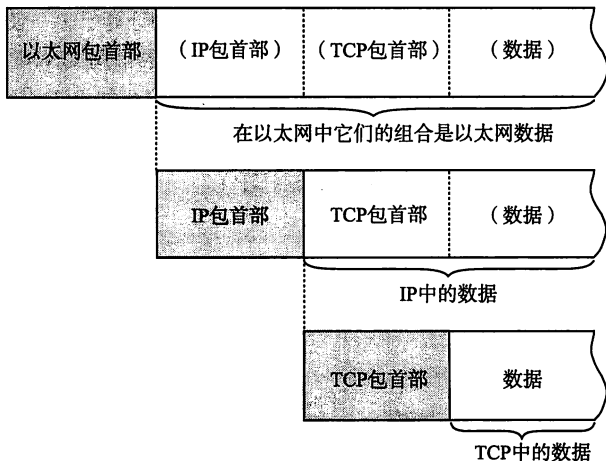 以太网包首部 （IP包首部） （TCP包首部） （数据）
在以太网中它们的组合是以太网数据
IP包首部 TCP包首部 （数据）
IP中的数据
TCP包首部 数据
TCP中的数据